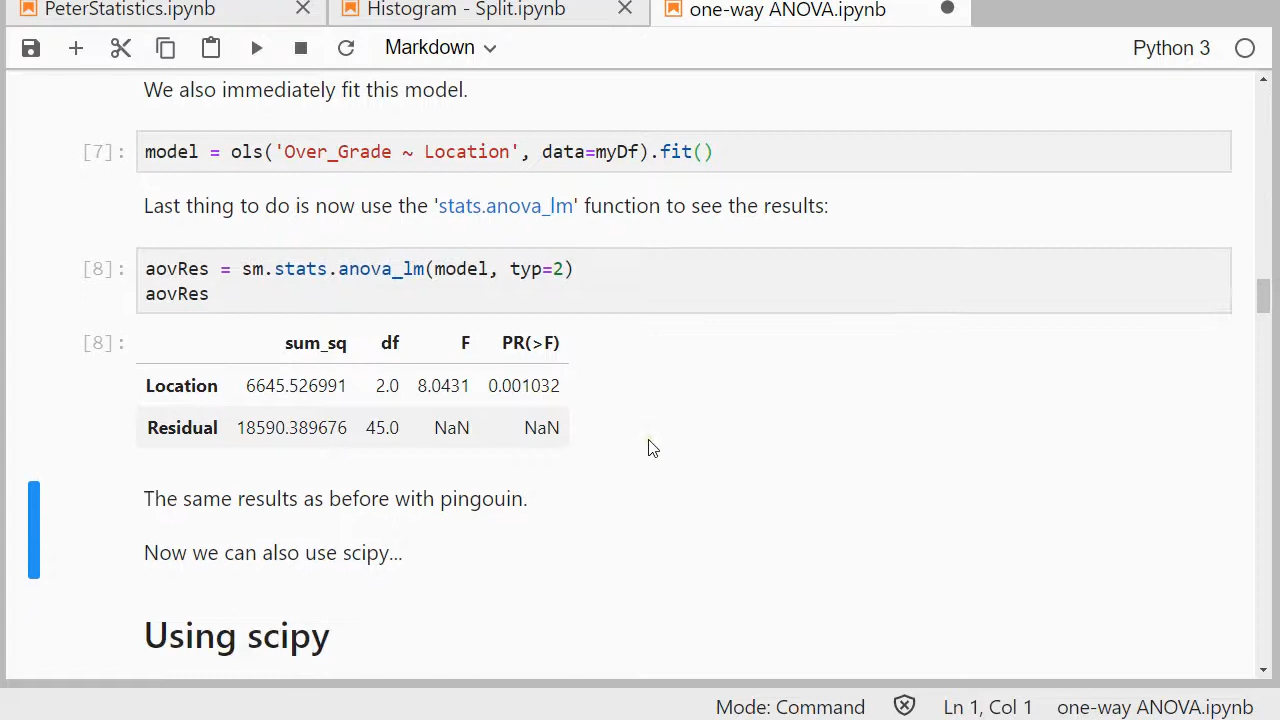 PeterStatistics.ipynb
Histogram - Split.ipynb
one-way ANOVA.ipynb
Markdown
Python 3
We also immediately fit this model.
[7]: model = ols('Over_Grade ~ Location', data=myDf).fit()
Last thing to do is now use the 'stats.anova_lm' function to see the results:
[8]: aovRes = sm.stats.anova_lm(model, typ=2)
aovRes
[8]: sum_sq df F PR(>F)
Location 6645.526991 2.0 8.0431 0.001032
Residual 18590.389676 45.0 NaN NaN
The same results as before with pingouin.
Now we can also use scipy...
Using scipy
Mode: Command Ln 1, Col 1 one-way ANOVA.ipynb